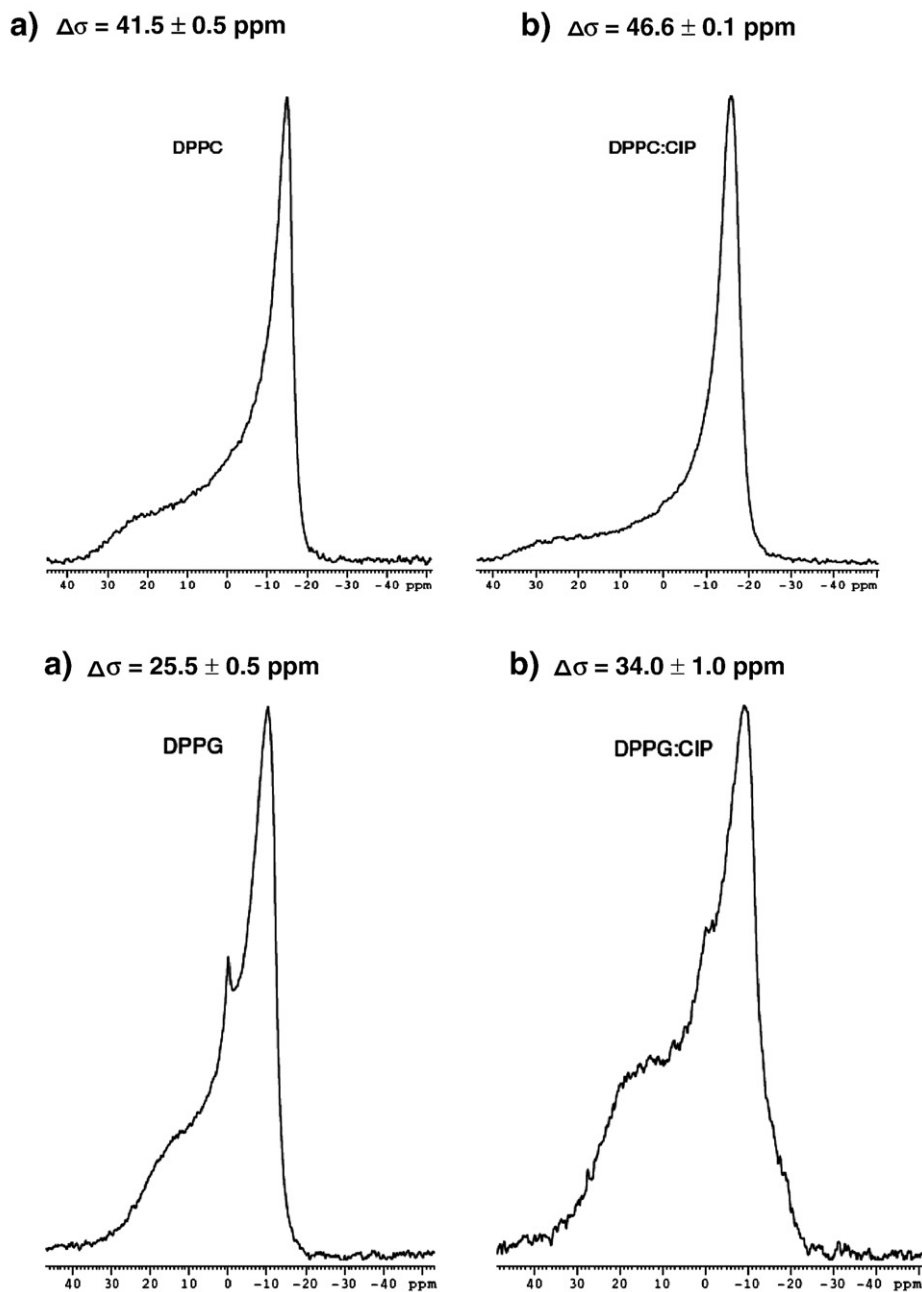 a) Δσ = 41.5 ± 0.5 ppm
b) Δσ = 46.6 ± 0.1 ppm
DPPC
DPPC:CIP
40 30 20 10 0 -10 -20 -30 -40 ppm
40 30 20 10 0 -10 -20 -30 -40 ppm
a) Δσ = 25.5 ± 0.5 ppm
b) Δσ = 34.0 ± 1.0 ppm
DPPG
DPPG:CIP
40 30 20 10 0 -10 -20 -30 -40 ppm
40 30 20 10 0 -10 -20 -30 -40 ppm